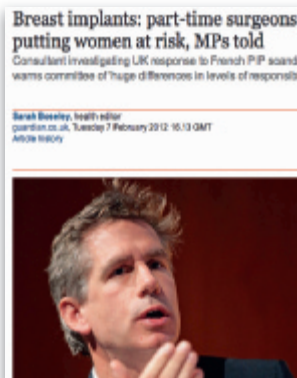 Breast implants: part-time surgeons
putting women at risk, MPs told
Consultant investigating UK response to French PIP scand
warns committee of 'huge differences in levels of responsib
Sarah Boseley, health editor
guardian.co.uk, Tuesday 7 February 2012 16.13 GMT
Article history